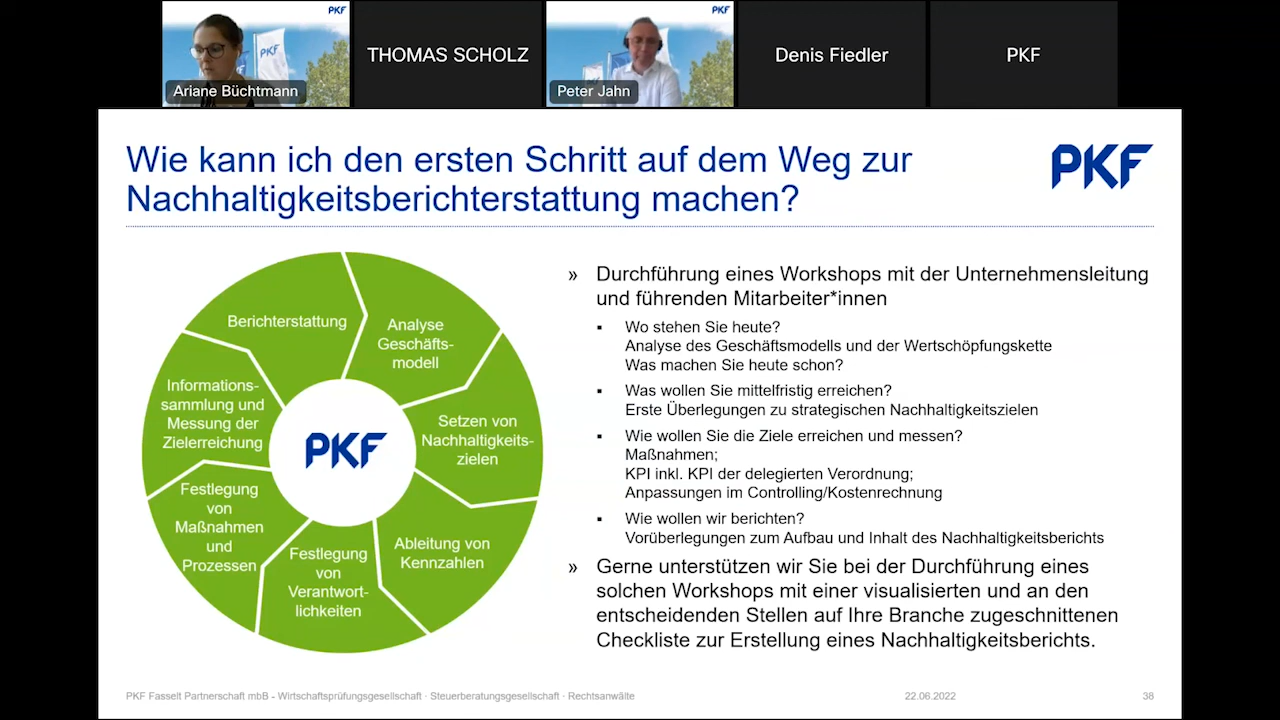 PKF
PKF
PKF
Ariane Büchtmann
THOMAS SCHOLZ
Peter Jahn
Denis Fiedler
PKF
Wie kann ich den ersten Schritt auf dem Weg zur
Nachhaltigkeitsberichterstattung machen?
PKF
Berichterstattung
Analyse
Geschäfts-
modell
Setzen von
Nachhaltigkeits-
zielen
Ableitung von
Kennzahlen
Festlegung
von
Verantwort-
lichkeiten
Festlegung
von
Maßnahmen
und
Prozessen
Informations-
sammlung und
Messung der
Zielerreichung
PKF
» Durchführung eines Workshops mit der Unternehmensleitung
und führenden Mitarbeiter*innen
▪ Wo stehen Sie heute?
Analyse des Geschäftsmodells und der Wertschöpfungskette
Was machen Sie heute schon?
▪ Was wollen Sie mittelfristig erreichen?
Erste Überlegungen zu strategischen Nachhaltigkeitszielen
▪ Wie wollen Sie die Ziele erreichen und messen?
Maßnahmen;
KPI inkl. KPI der delegierten Verordnung;
Anpassungen im Controlling/Kostenrechnung
▪ Wie wollen wir berichten?
Vorüberlegungen zum Aufbau und Inhalt des Nachhaltigkeitsberichts
» Gerne unterstützen wir Sie bei der Durchführung eines
solchen Workshops mit einer visualisierten und an den
entscheidenden Stellen auf Ihre Branche zugeschnittenen
Checkliste zur Erstellung eines Nachhaltigkeitsberichts.
PKF Fasselt Partnerschaft mbB - Wirtschaftsprüfungsgesellschaft · Steuerberatungsgesellschaft · Rechtsanwälte
22.06.2022
38